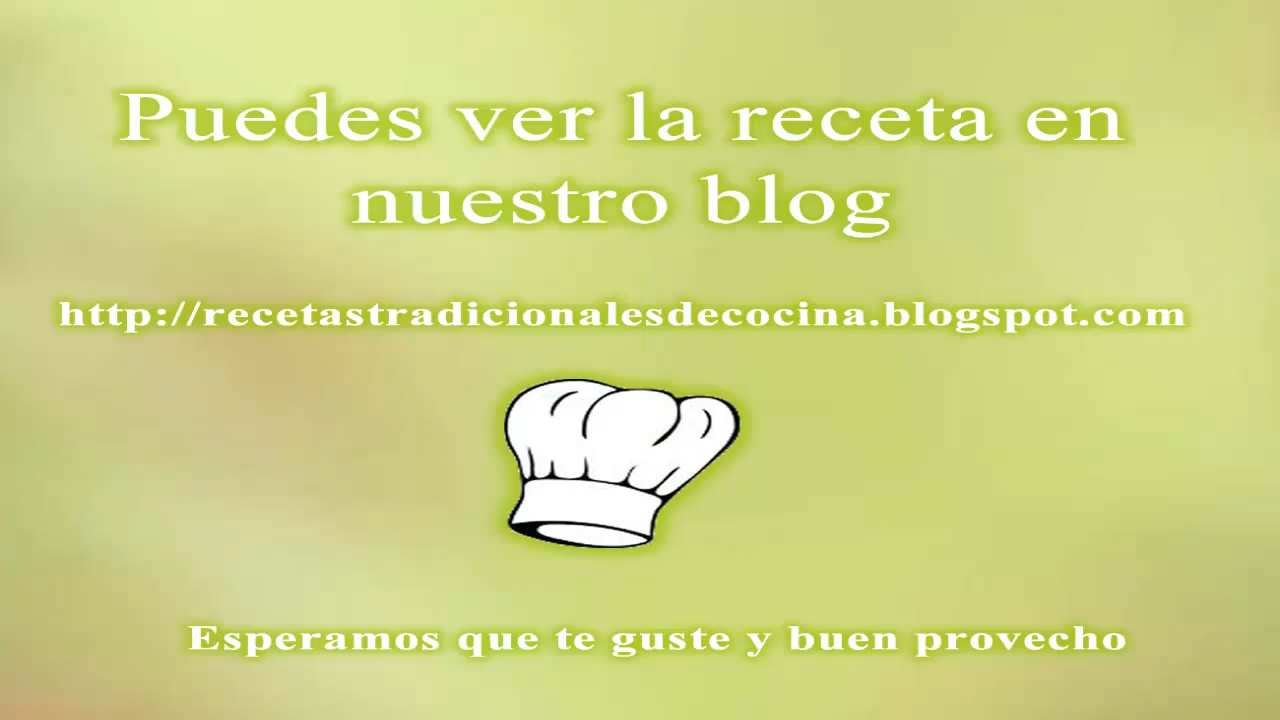 Puedes ver la receta en
nuestro blog
http://recetastradicionalesdecocina.blogspot.com
Esperamos que te guste y buen provecho